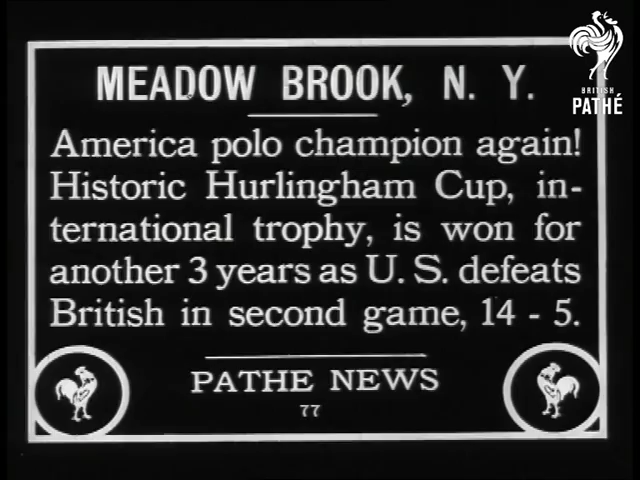 BRITISH
PATHÉ
MEADOW BROOK, N. Y.
America polo champion again!
Historic Hurlingham Cup, in-
ternational trophy, is won for
another 3 years as U. S. defeats
British in second game, 14 - 5.
PATHE NEWS
77